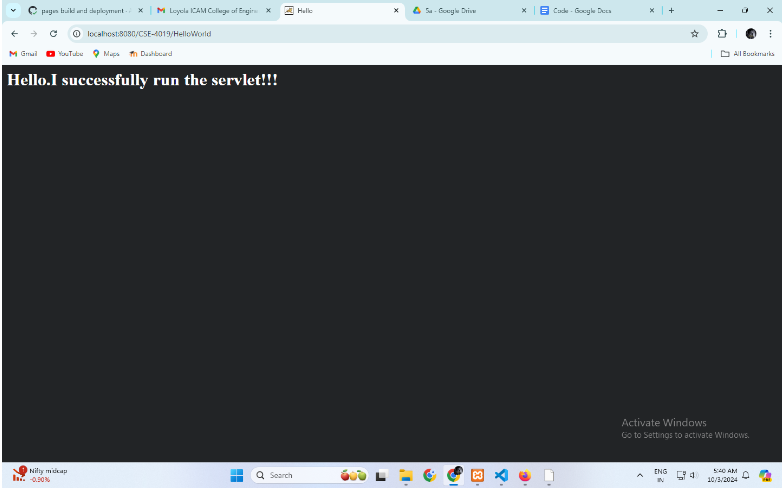 pages build and deployment · 
Loyola ICAM College of Engine
Hello
5a - Google Drive
Code - Google Docs
localhost:8080/CSE-4019/HelloWorld
Gmail
YouTube
Maps
Dashboard
All Bookmarks
Hello.I successfully run the servlet!!!
Activate Windows
Go to Settings to activate Windows.
1
Nifty midcap
-0.90%
Search
ENG
IN
5:40 AM
10/3/2024